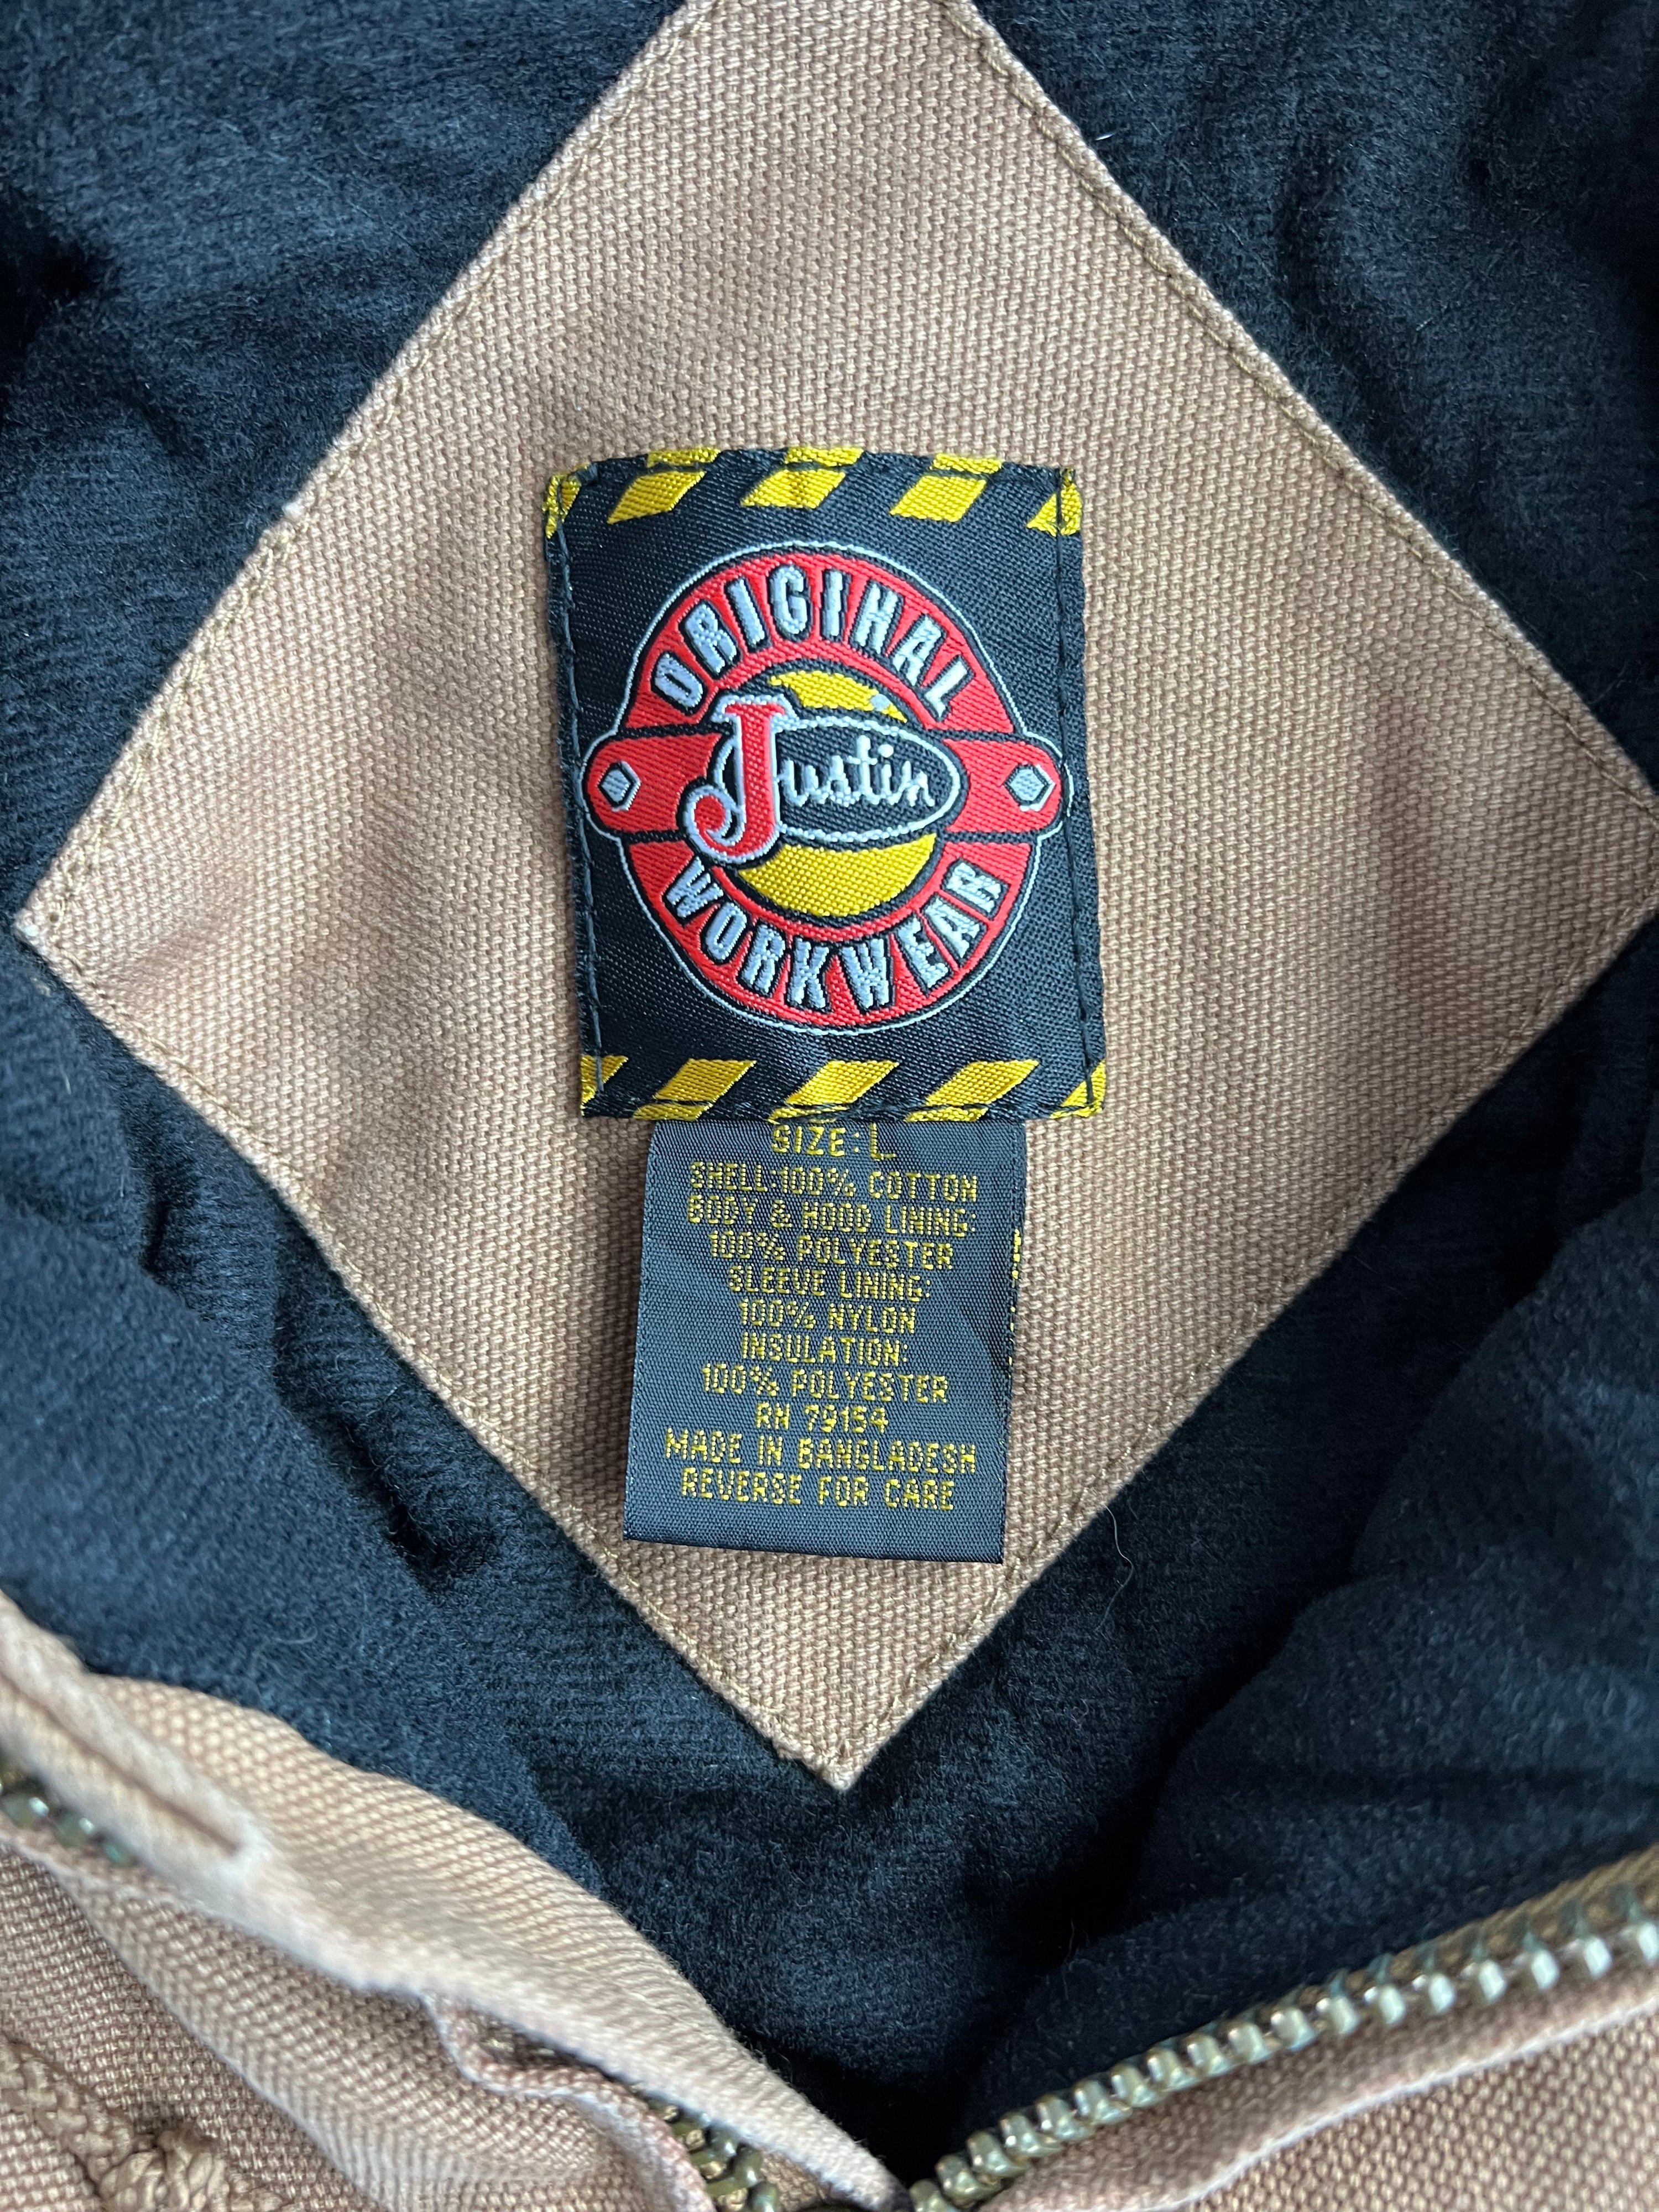 ORIGINAL
Justin
WORKWEAR
SIZE: L
SHELL:100% COTTON
BODY & HOOD LINING:
100% POLYESTER
SLEEVE LINING:
100% NYLON
INSULATION:
100% POLYESTER
RN 79154
MADE IN BANGLADESH
REVERSE FOR CARE